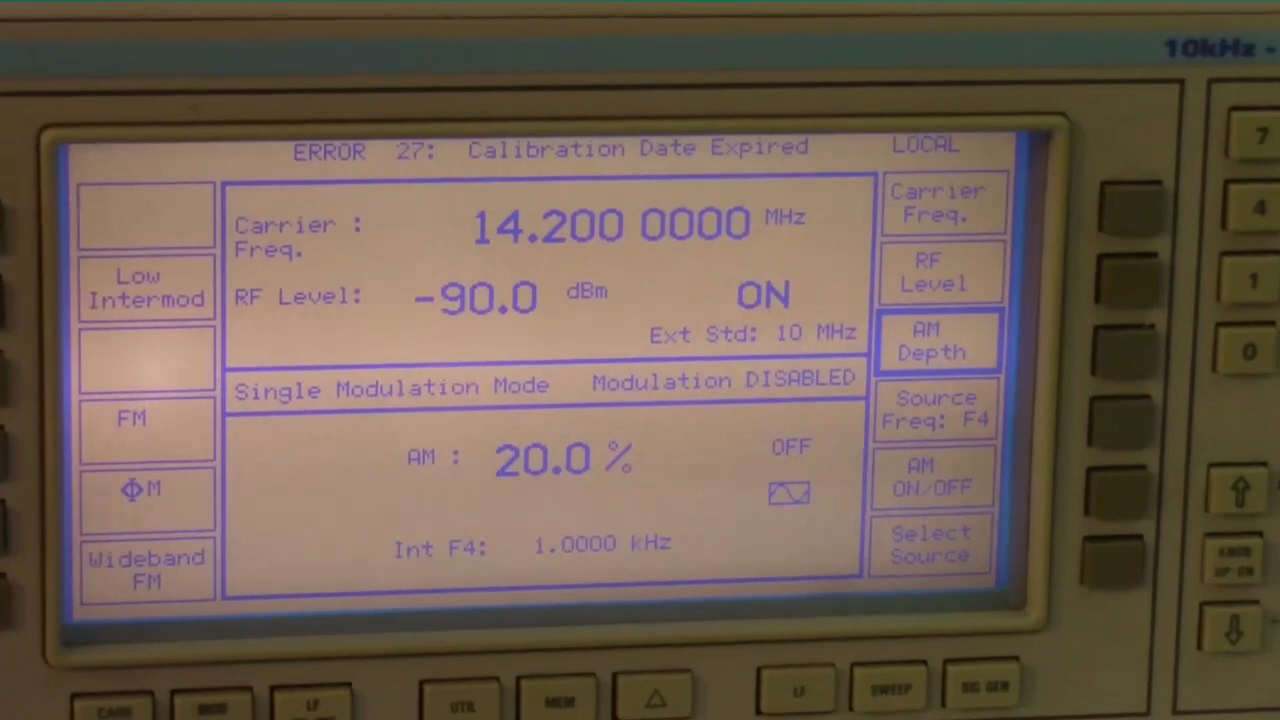 10kHz -
ERROR 27: Calibration Date Expired LOCAL
Low
Intermod
FM
ΦM
Wideband
FM
Carrier :
Freq.
14.200 0000 MHz
RF Level: -90.0 dBm ON
Ext Std: 10 MHz
Single Modulation Mode Modulation DISABLED
AM : 20.0 % OFF
Int F4: 1.0000 kHz
Carrier
Freq.
RF
Level
AM
Depth
Source
Freq: F4
AM
ON/OFF
Select
Source
7
4
1
0
KNOB
UP DN
CARR
MOD
LF
UTIL
MEM
LF
SWEEP
SIG GEN